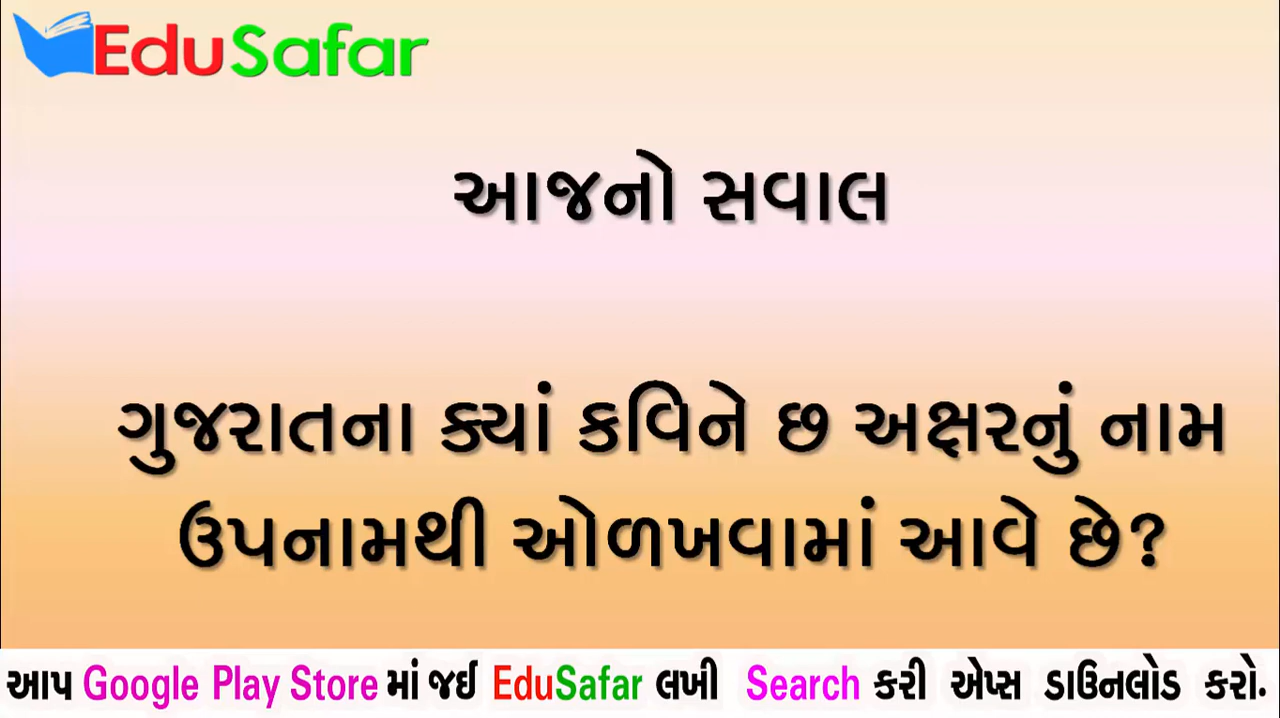 EduSafar
આજનો સવાલ
ગુજરાતના ક્યાં કવિને છ અક્ષરનું નામ
ઉપનામથી ઓળખવામાં આવે છે?
આપ Google Play Store માં જઈ EduSafar લખી Search કરી એપ્સ ડાઉનલોડ કરો.